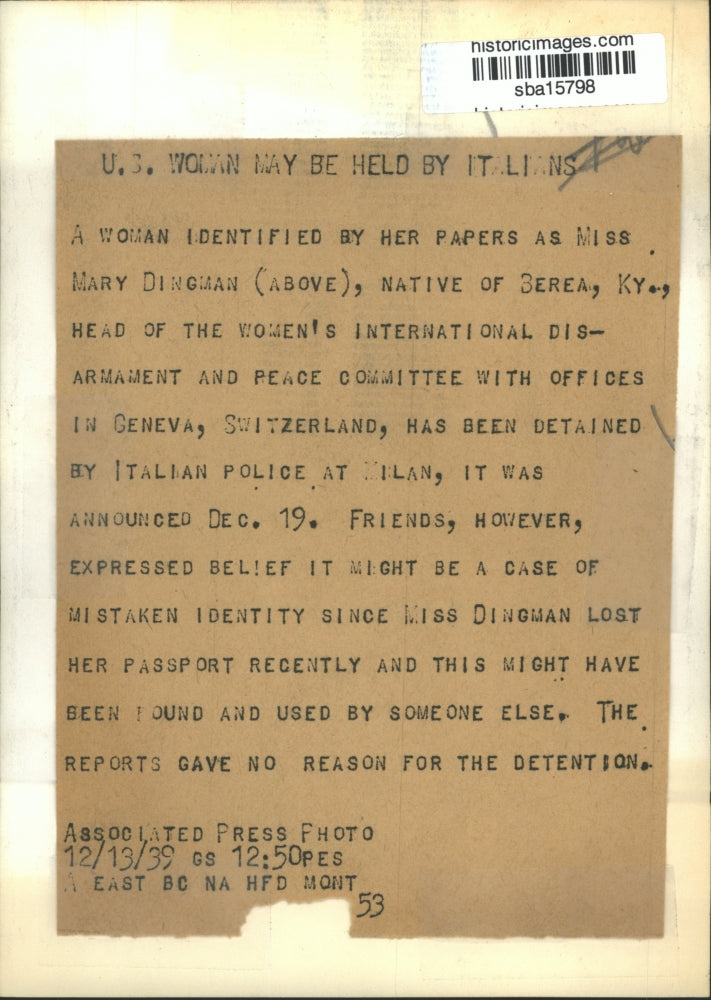 historicimages.com
sba15798
U.S. WOMAN MAY BE HELD BY ITALIANS
A WOMAN IDENTIFIED BY HER PAPERS AS MISS
MARY DINGMAN (ABOVE), NATIVE OF BEREA, KY.,
HEAD OF THE WOMEN'S INTERNATIONAL DIS-
ARMAMENT AND PEACE COMMITTEE WITH OFFICES
IN GENEVA, SWITZERLAND, HAS BEEN DETAINED
BY ITALIAN POLICE AT MILAN, IT WAS
ANNOUNCED DEC. 19. FRIENDS, HOWEVER,
EXPRESSED BELIEF IT MIGHT BE A CASE OF
MISTAKEN IDENTITY SINCE MISS DINGMAN LOST
HER PASSPORT RECENTLY AND THIS MIGHT HAVE
BEEN FOUND AND USED BY SOMEONE ELSE. THE
REPORTS GAVE NO REASON FOR THE DETENTION.
ASSOCIATED PRESS PHOTO
12/13/39 GS 12:50PES
A EAST BC NA HFD MONT
53